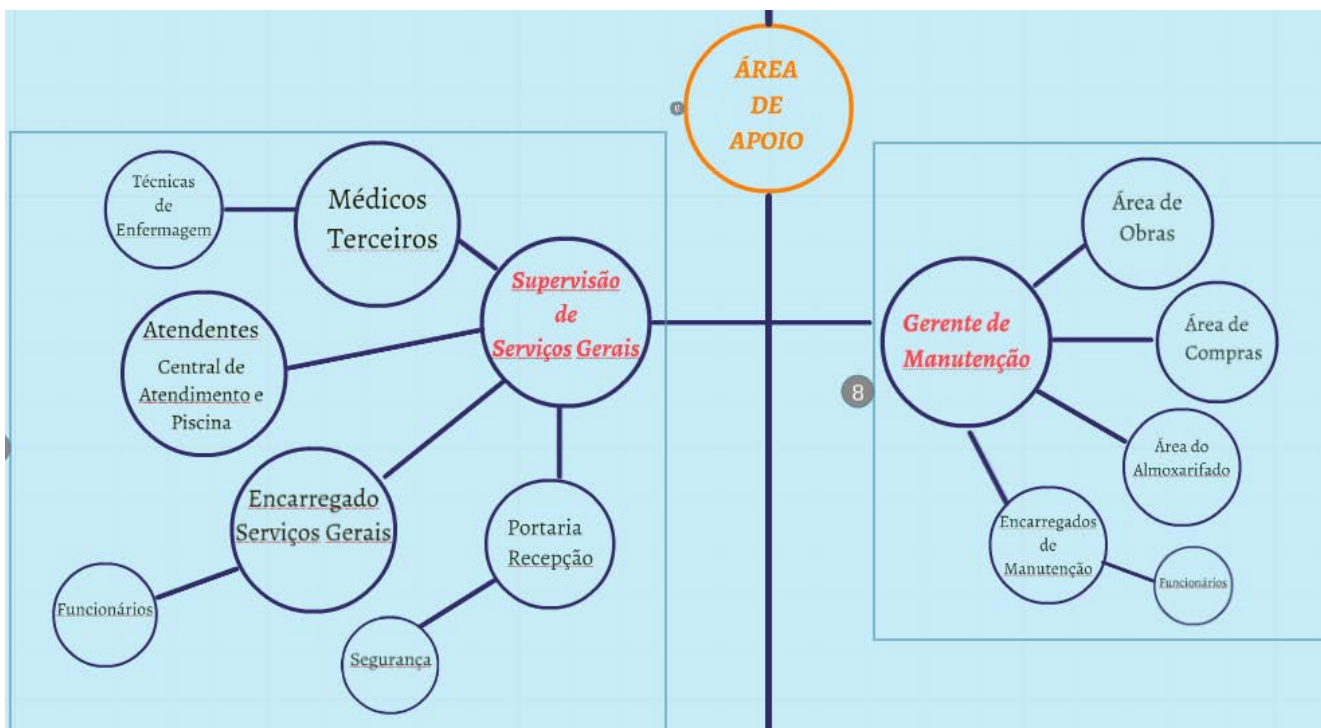 ÁREA
DE
APOIO
Técnicas
de
Enfermagem
Médicos
Terceiros
Supervisão
de
Serviços Gerais
Atendentes
Central de
Atendimento e
Piscina
Encarregado
Serviços Gerais
Portaria
Recepção
Funcionários
Segurança
Gerente de
Manutenção
8
Área de
Obras
Área de
Compras
Área do
Almoxarifado
Encarregados
de
Manutenção
Funcionários